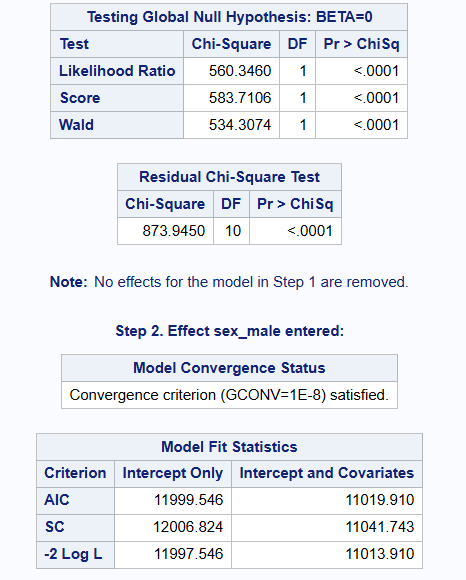 Testing Global Null Hypothesis: BETA=0
Test Chi-Square DF Pr > ChiSq
Likelihood Ratio 560.3460 1 <.0001
Score 583.7106 1 <.0001
Wald 534.3074 1 <.0001
Residual Chi-Square Test
Chi-Square DF Pr > ChiSq
873.9450 10 <.0001
Note: No effects for the model in Step 1 are removed.
Step 2. Effect sex_male entered:
Model Convergence Status
Convergence criterion (GCONV=1E-8) satisfied.
Model Fit Statistics
Criterion Intercept Only Intercept and Covariates
AIC 11999.546 11019.910
SC 12006.824 11041.743
-2 Log L 11997.546 11013.910